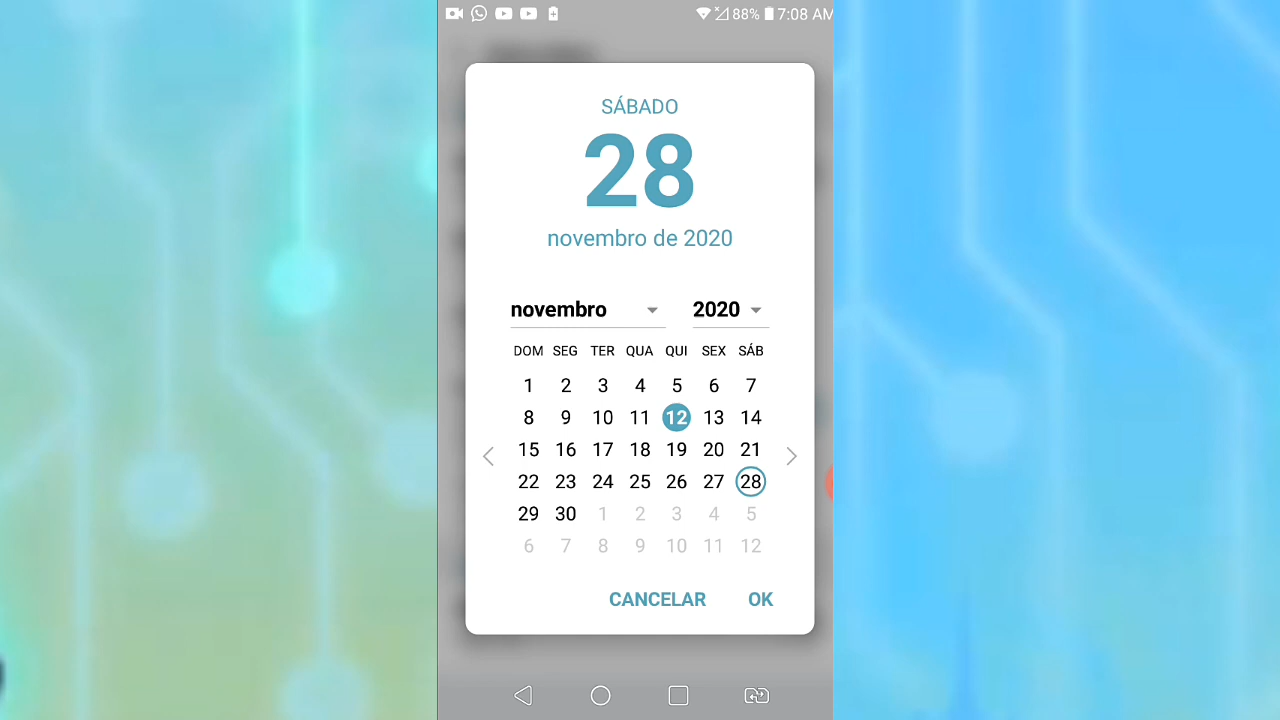 88% 7:08 AM
SÁBADO
28
novembro de 2020
novembro 2020
DOM SEG TER QUA QUI SEX SÁB
1 2 3 4 5 6 7
8 9 10 11 12 13 14
15 16 17 18 19 20 21
22 23 24 25 26 27 28
29 30 1 2 3 4 5
6 7 8 9 10 11 12
CANCELAR OK